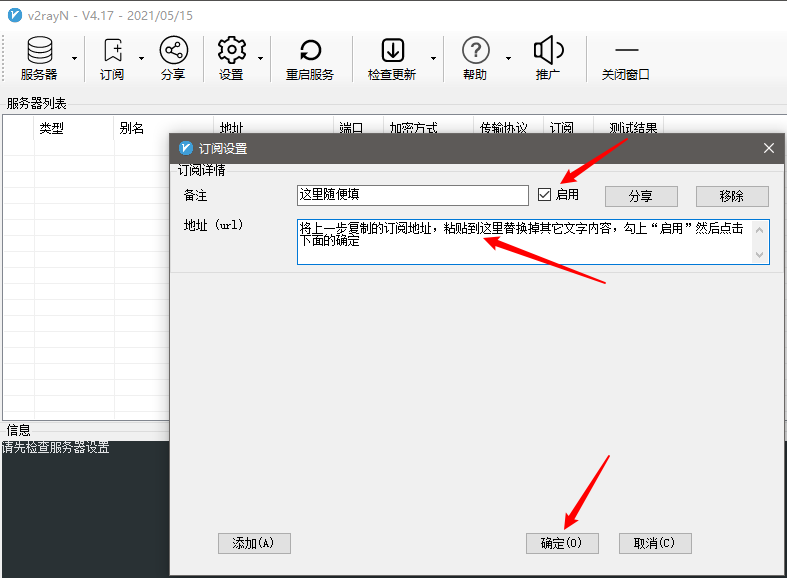 v2rayN - V4.17 - 2021/05/15
服务器 订阅 分享 设置 重启服务 检查更新 帮助 推广 关闭窗口
服务器列表
类型 别名 地址 端口 加密方式 传输协议 订阅 测试结果
订阅设置
订阅详情
备注 这里随便填 启用 分享 移除
地址（url） 将上一步复制的订阅地址，粘贴到这里替换掉其它文字内容，勾上“启用”然后点击
下面的确定
信息
请先检查服务器设置
添加(A) 确定(O) 取消(C)